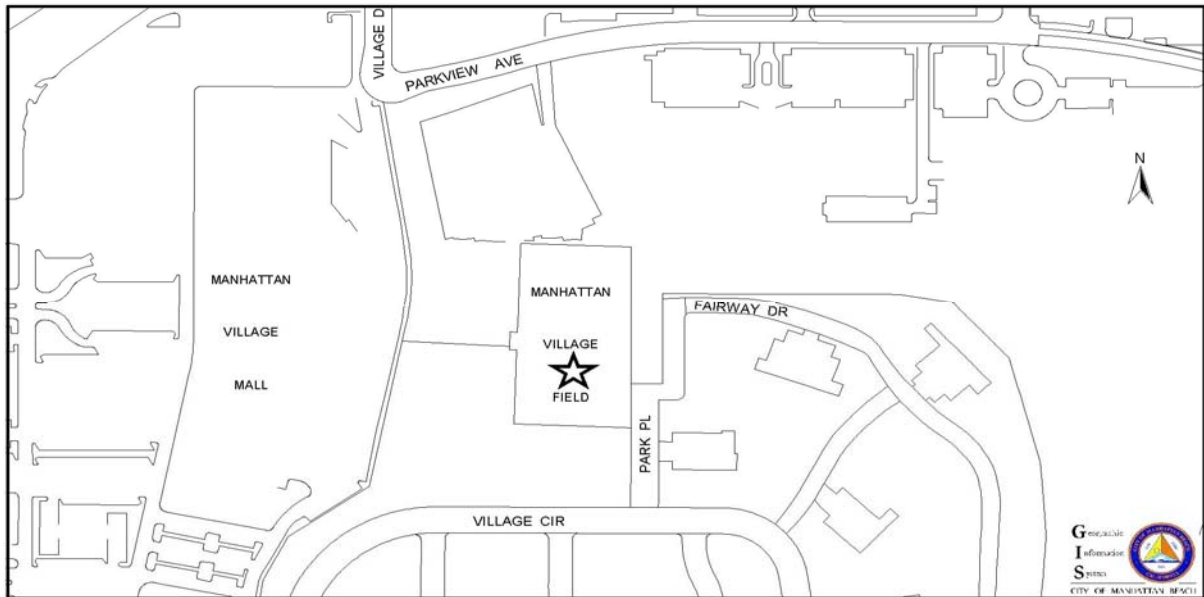 VILLAGE D
PARKVIEW AVE
N
MANHATTAN
VILLAGE
MALL
MANHATTAN
VILLAGE
FIELD
FAIRWAY DR
PARK PL
VILLAGE CIR
Geographic
Information
System
CITY OF MANHATTAN BEACH